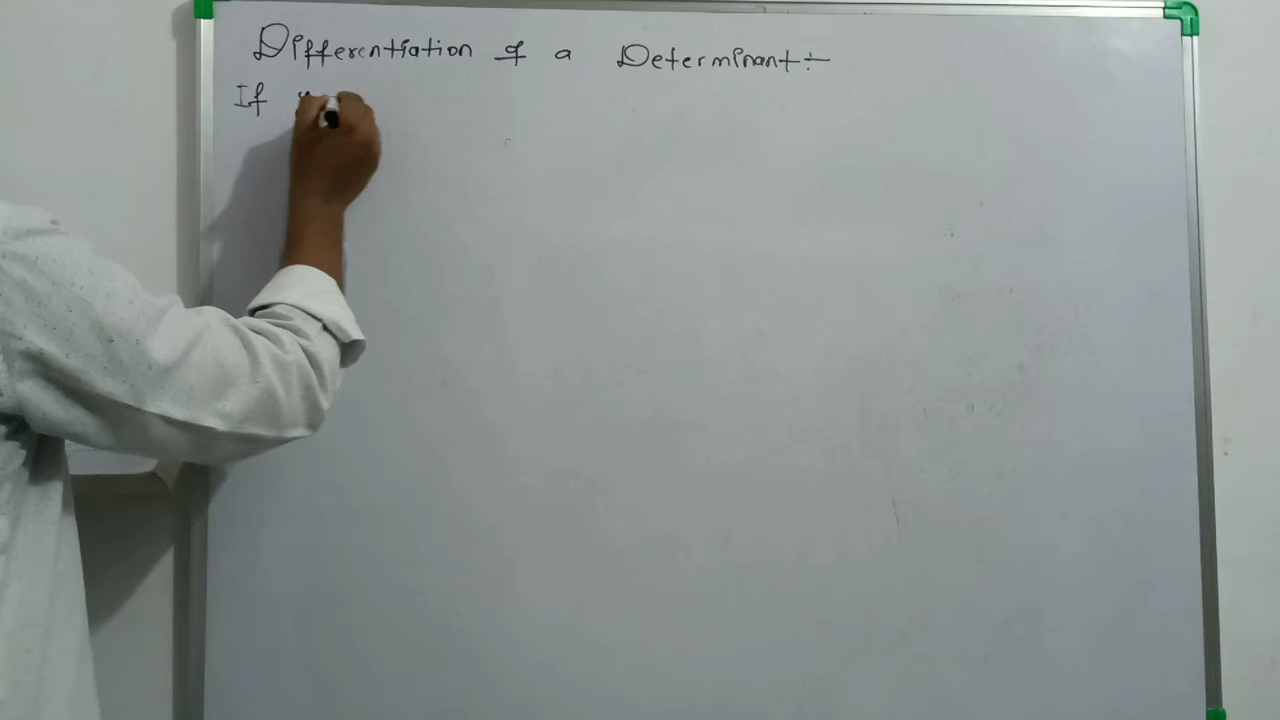 Differentiation of a Determinant :-
If